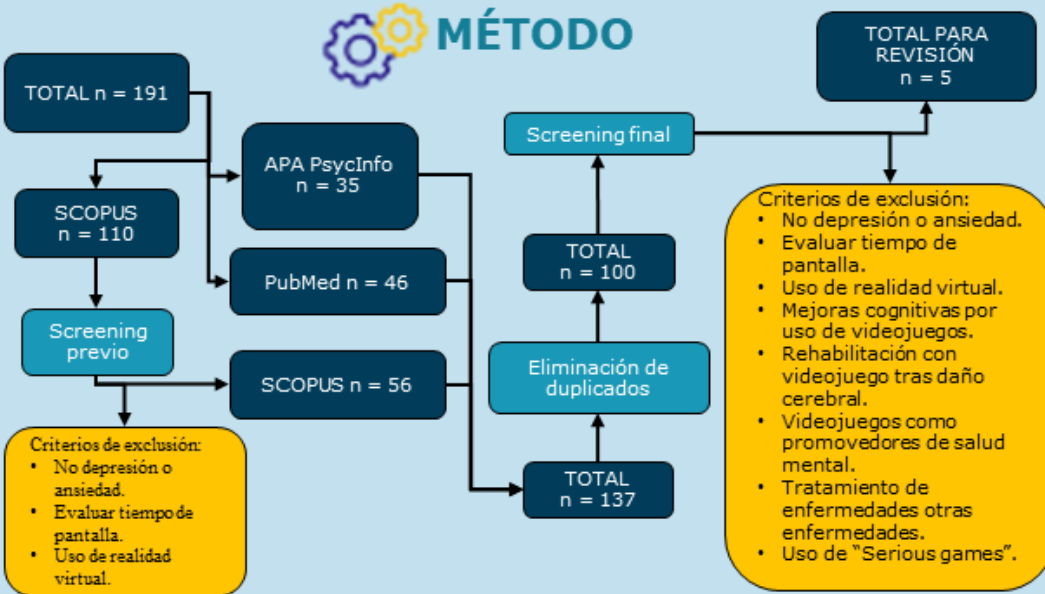 MÉTODO
TOTAL n = 191
SCOPUS
n = 110
Screening
previo
Criterios de exclusión:
• No depresión o
ansiedad.
• Evaluar tiempo de
pantalla.
• Uso de realidad
virtual.
APA PsycInfo
n = 35
PubMed n = 46
SCOPUS n = 56
TOTAL
n = 137
Eliminación de
duplicados
TOTAL
n = 100
Screening final
TOTAL PARA
REVISIÓN
n = 5
Criterios de exclusión:
• No depresión o ansiedad.
• Evaluar tiempo de
pantalla.
• Uso de realidad virtual.
• Mejoras cognitivas por
uso de videojuegos.
• Rehabilitación con
videojuego tras daño
cerebral.
• Videojuegos como
promovedores de salud
mental.
• Tratamiento de
enfermedades otras
enfermedades.
• Uso de “Serious games”.